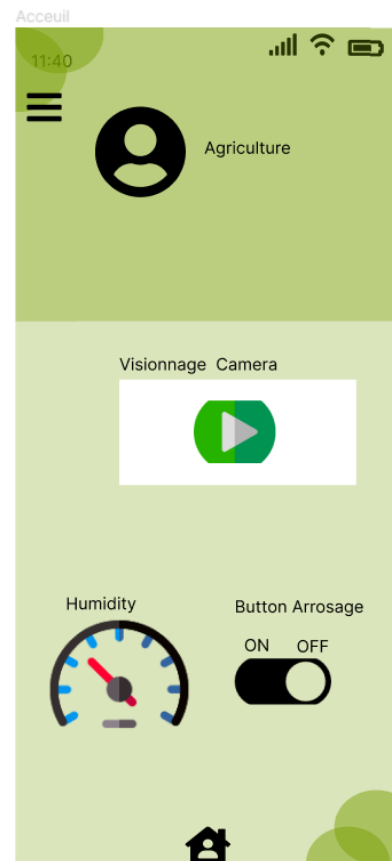 Acceuil
11:40
Agriculture
Visionnage Camera
Humidity
Button Arrosage
ON OFF